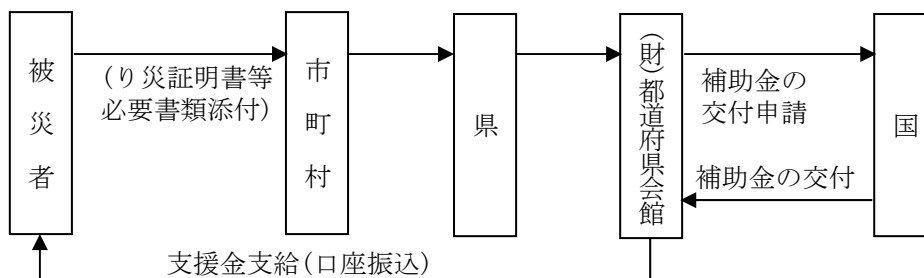 被災者
(り災証明書等
必要書類添付)
市町村
県
(財)都道府県会館
補助金の
交付申請
補助金の交付
国
支援金支給(口座振込)